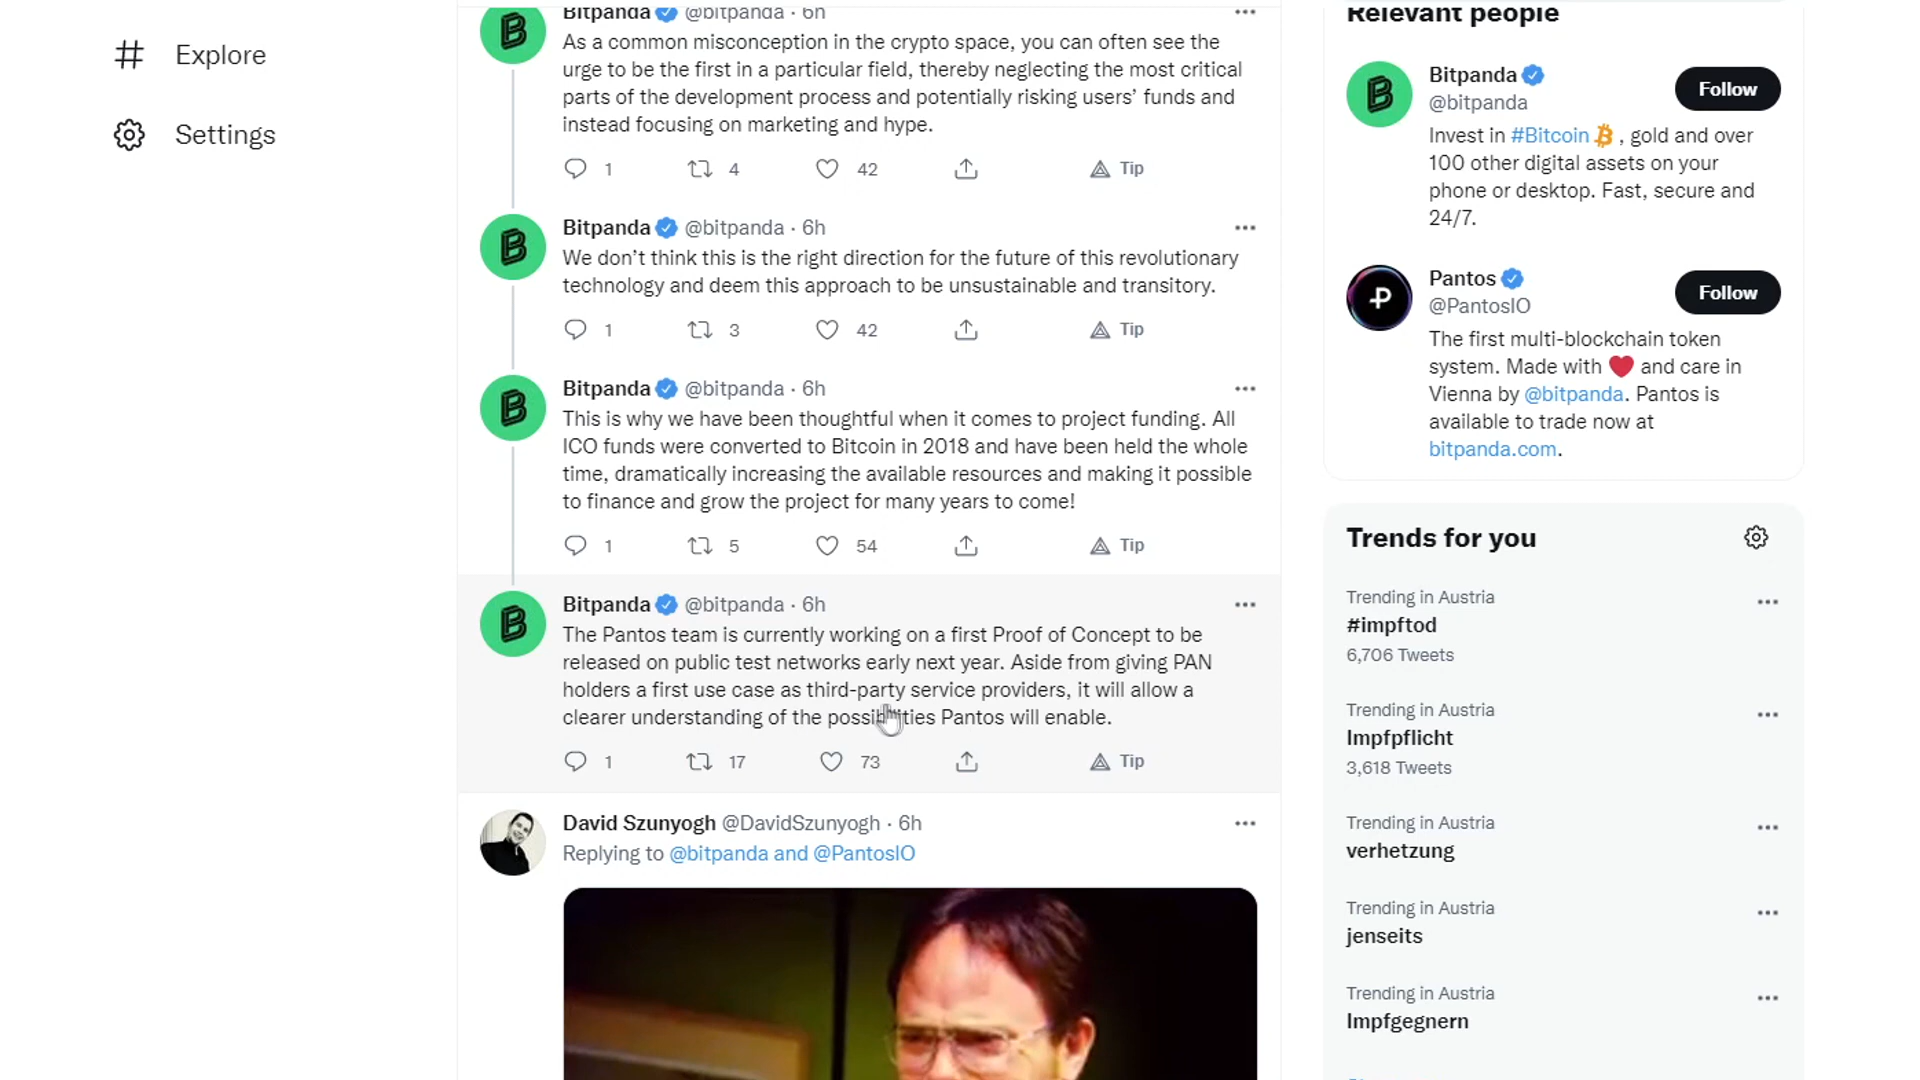 Explore
Settings
Bitpanda @bitpanda · 6h
As a common misconception in the crypto space, you can often see the
urge to be the first in a particular field, thereby neglecting the most critical
parts of the development process and potentially risking users’ funds and
instead focusing on marketing and hype.
1 4 42 Tip
Bitpanda @bitpanda · 6h
We don’t think this is the right direction for the future of this revolutionary
technology and deem this approach to be unsustainable and transitory.
1 3 42 Tip
Bitpanda @bitpanda · 6h
This is why we have been thoughtful when it comes to project funding. All
ICO funds were converted to Bitcoin in 2018 and have been held the whole
time, dramatically increasing the available resources and making it possible
to finance and grow the project for many years to come!
1 5 54 Tip
Bitpanda @bitpanda · 6h
The Pantos team is currently working on a first Proof of Concept to be
released on public test networks early next year. Aside from giving PAN
holders a first use case as third-party service providers, it will allow a
clearer understanding of the possibilities Pantos will enable.
1 17 73 Tip
David Szunyogh @DavidSzunyogh · 6h
Replying to @bitpanda and @PantosIO
Relevant people
Bitpanda
Follow
@bitpanda
Invest in #Bitcoin , gold and over
100 other digital assets on your
phone or desktop. Fast, secure and
24/7.
Pantos
Follow
@PantosIO
The first multi-blockchain token
system. Made with ❤️ and care in
Vienna by @bitpanda. Pantos is
available to trade now at
bitpanda.com.
Trends for you
Trending in Austria
#impftod
6,706 Tweets
Trending in Austria
Impfpflicht
3,618 Tweets
Trending in Austria
verhetzung
Trending in Austria
jenseits
Trending in Austria
Impfgegnern